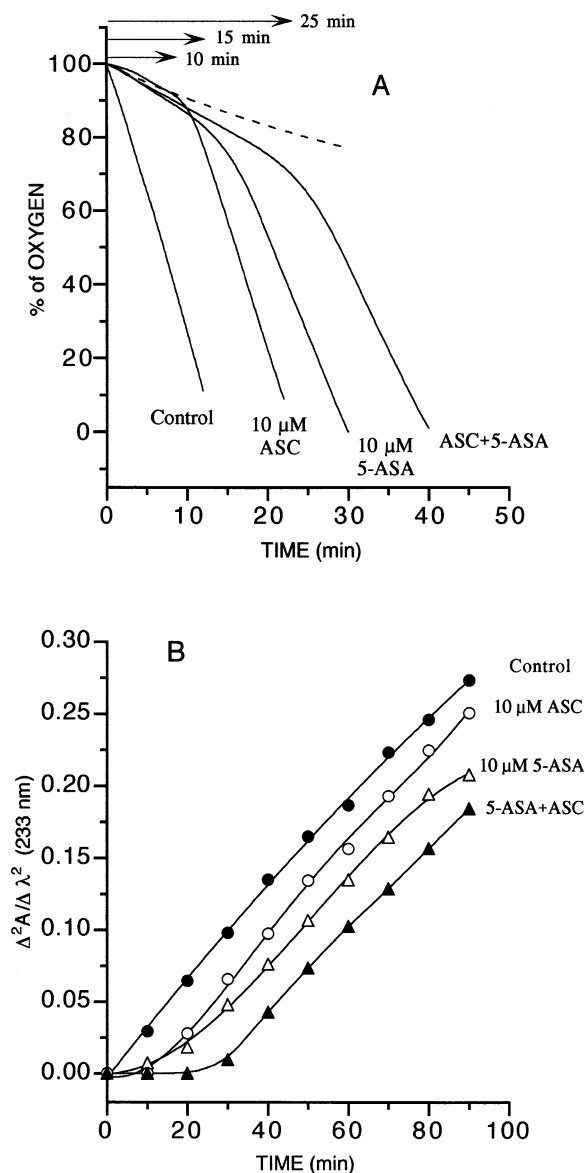 25 min
15 min
10 min
A
100
80
60
40
20
0
% of OXYGEN
Control
10 µM
ASC
10 µM
5-ASA
ASC+5-ASA
0 10 20 30 40 50
TIME (min)
B
0.30
0.25
0.20
0.15
0.10
0.05
0.00
Δ²A/Δ λ² (233 nm)
Control
10 µM ASC
10 µM 5-ASA
5-ASA+ASC
0 20 40 60 80 100
TIME (min)